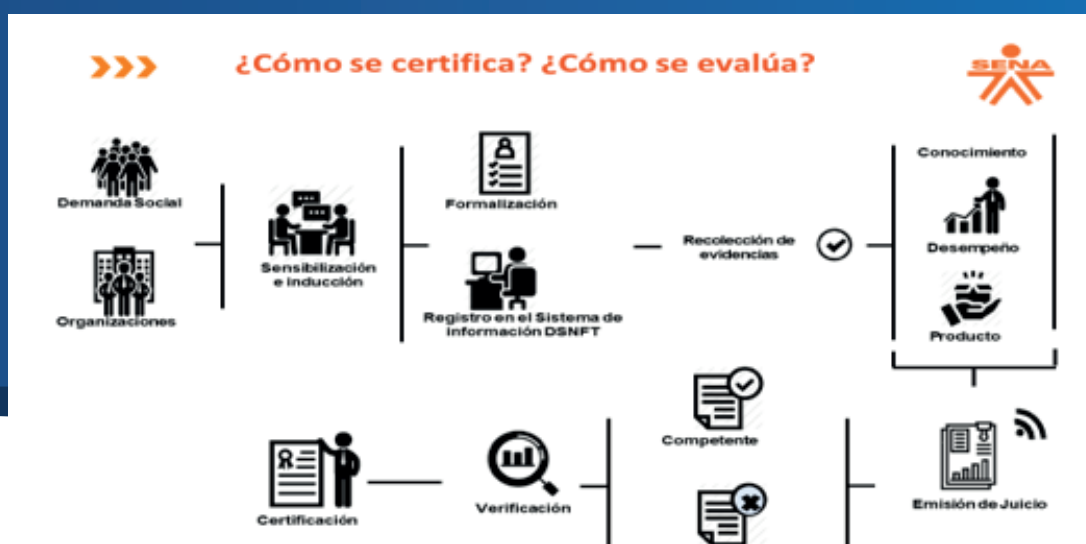 ¿Cómo se certifica? ¿Cómo se evalúa?
SENA
Demanda Social
Organizaciones
Sensibilización
e inducción
Formalización
Registro en el Sistema de
información DSNFT
Recolección de
evidencias
Conocimiento
Desempeño
Producto
Emisión de Juicio
Competente
Verificación
Certificación